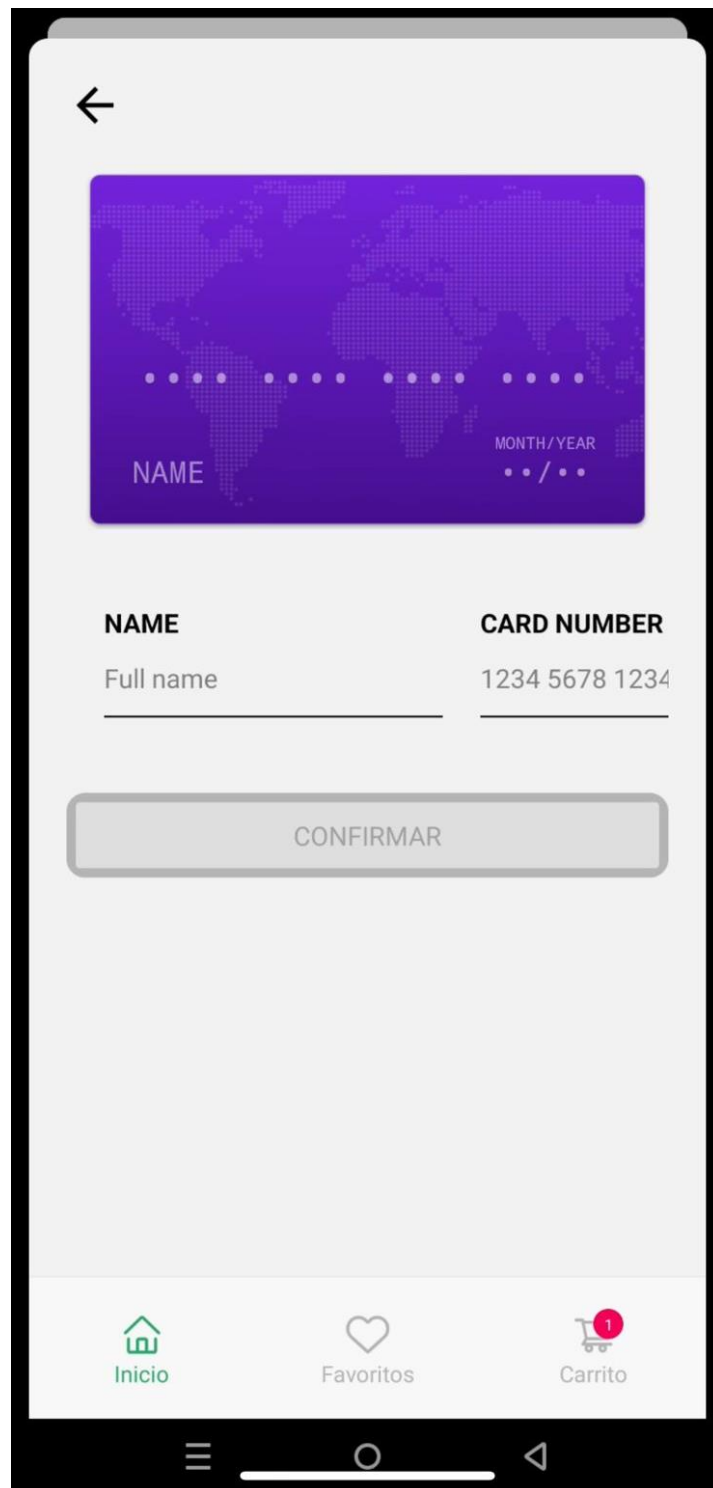 •••• •••• •••• ••••
MONTH/YEAR
NAME ••/••
NAME CARD NUMBER
Full name 1234 5678 1234
CONFIRMAR
1
Inicio Favoritos Carrito